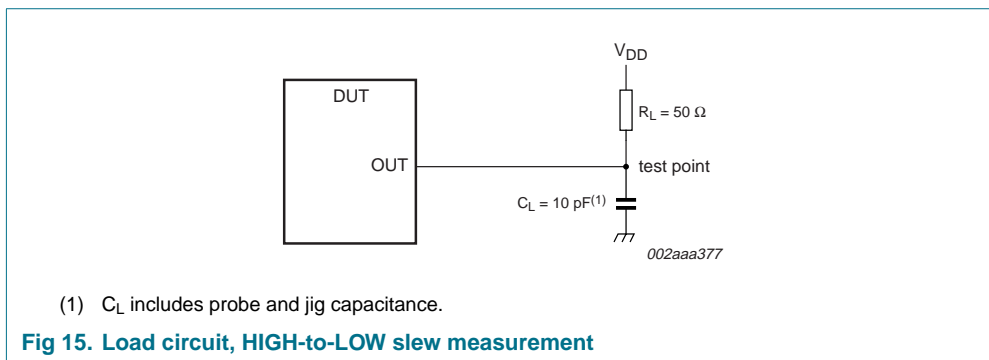 V_DD
DUT
R_L = 50 Ω
OUT
test point
C_L = 10 pF(1)
002aaa377
(1) C_L includes probe and jig capacitance.
Fig 15. Load circuit, HIGH-to-LOW slew measurement